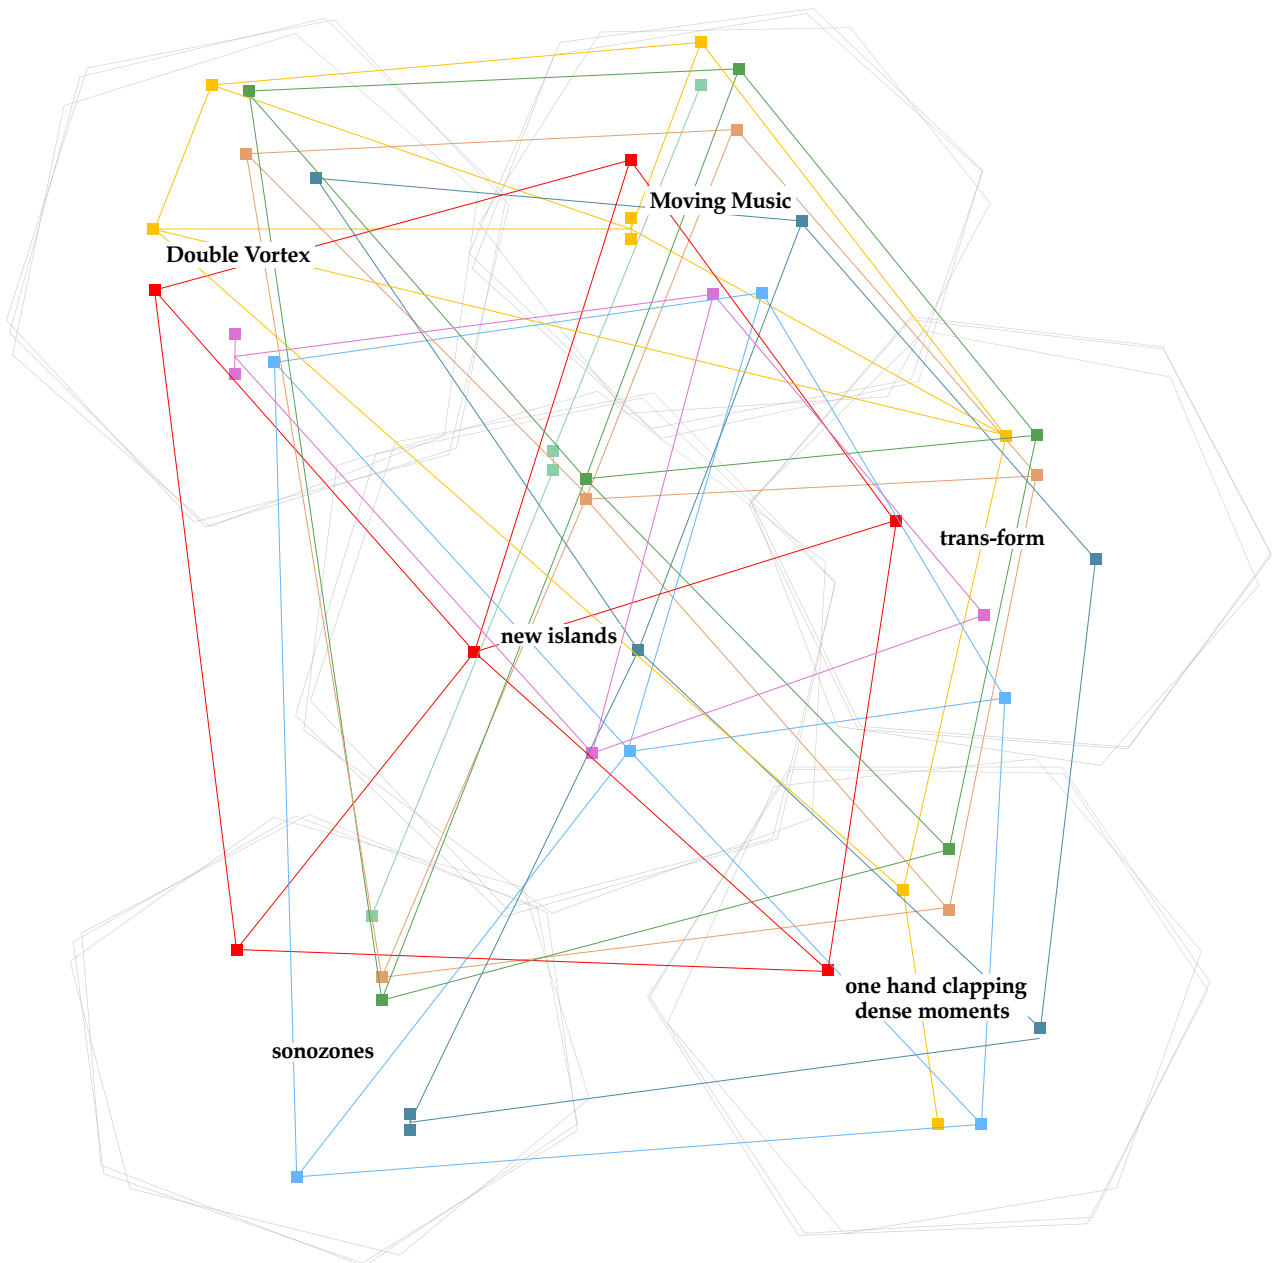 Moving Music
Double Vortex
trans-form
new islands
one hand clapping
dense moments
sonozones